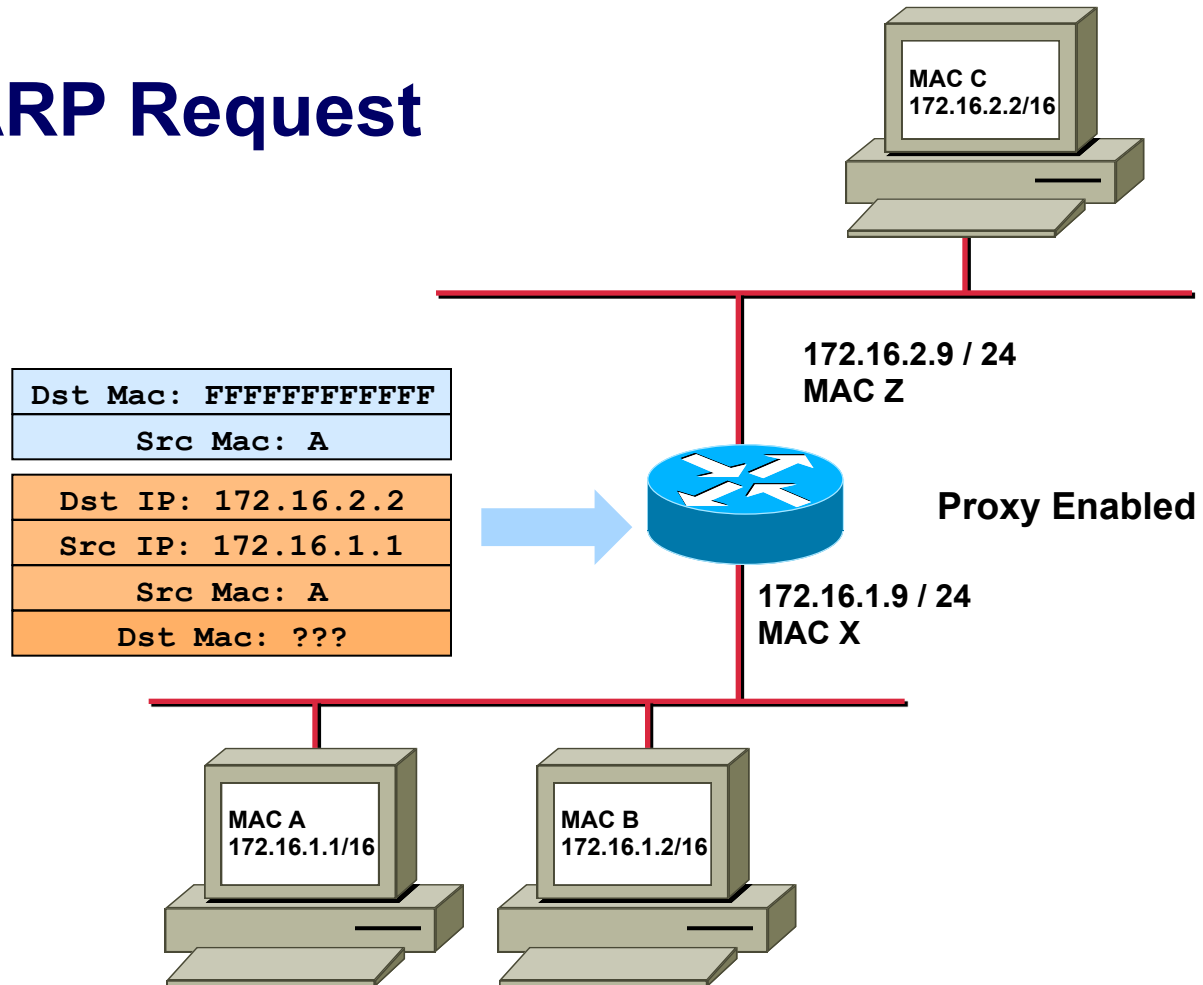 ARP Request
MAC C
172.16.2.2/16
172.16.2.9 / 24
MAC Z
Dst Mac: FFFFFFFFFFFF
Src Mac: A
Dst IP: 172.16.2.2
Src IP: 172.16.1.1
Src Mac: A
Dst Mac: ???
Proxy Enabled
172.16.1.9 / 24
MAC X
MAC A
172.16.1.1/16
MAC B
172.16.1.2/16